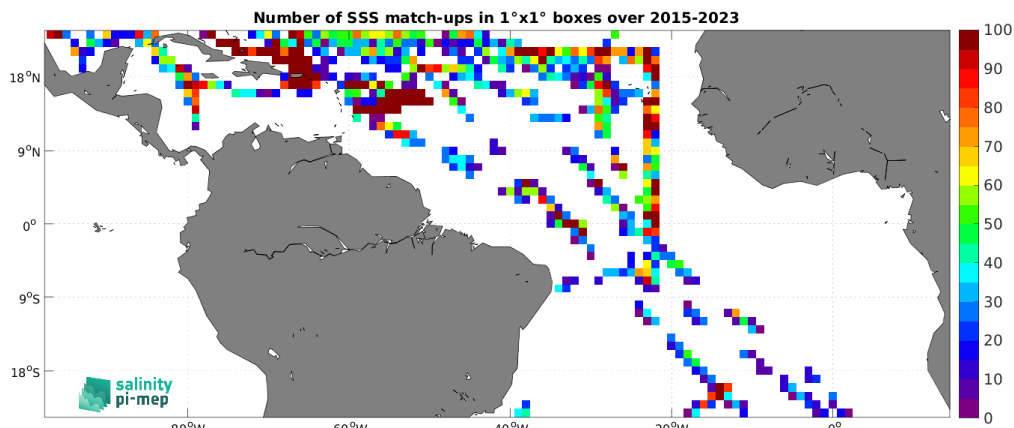 Number of SSS match-ups in 1°x1° boxes over 2015-2023
100
90
80
70
60
50
40
30
20
10
0
18°N
9°N
0°
9°S
18°S
80°W
60°W
40°W
20°W
0°
salinity
pi-mep